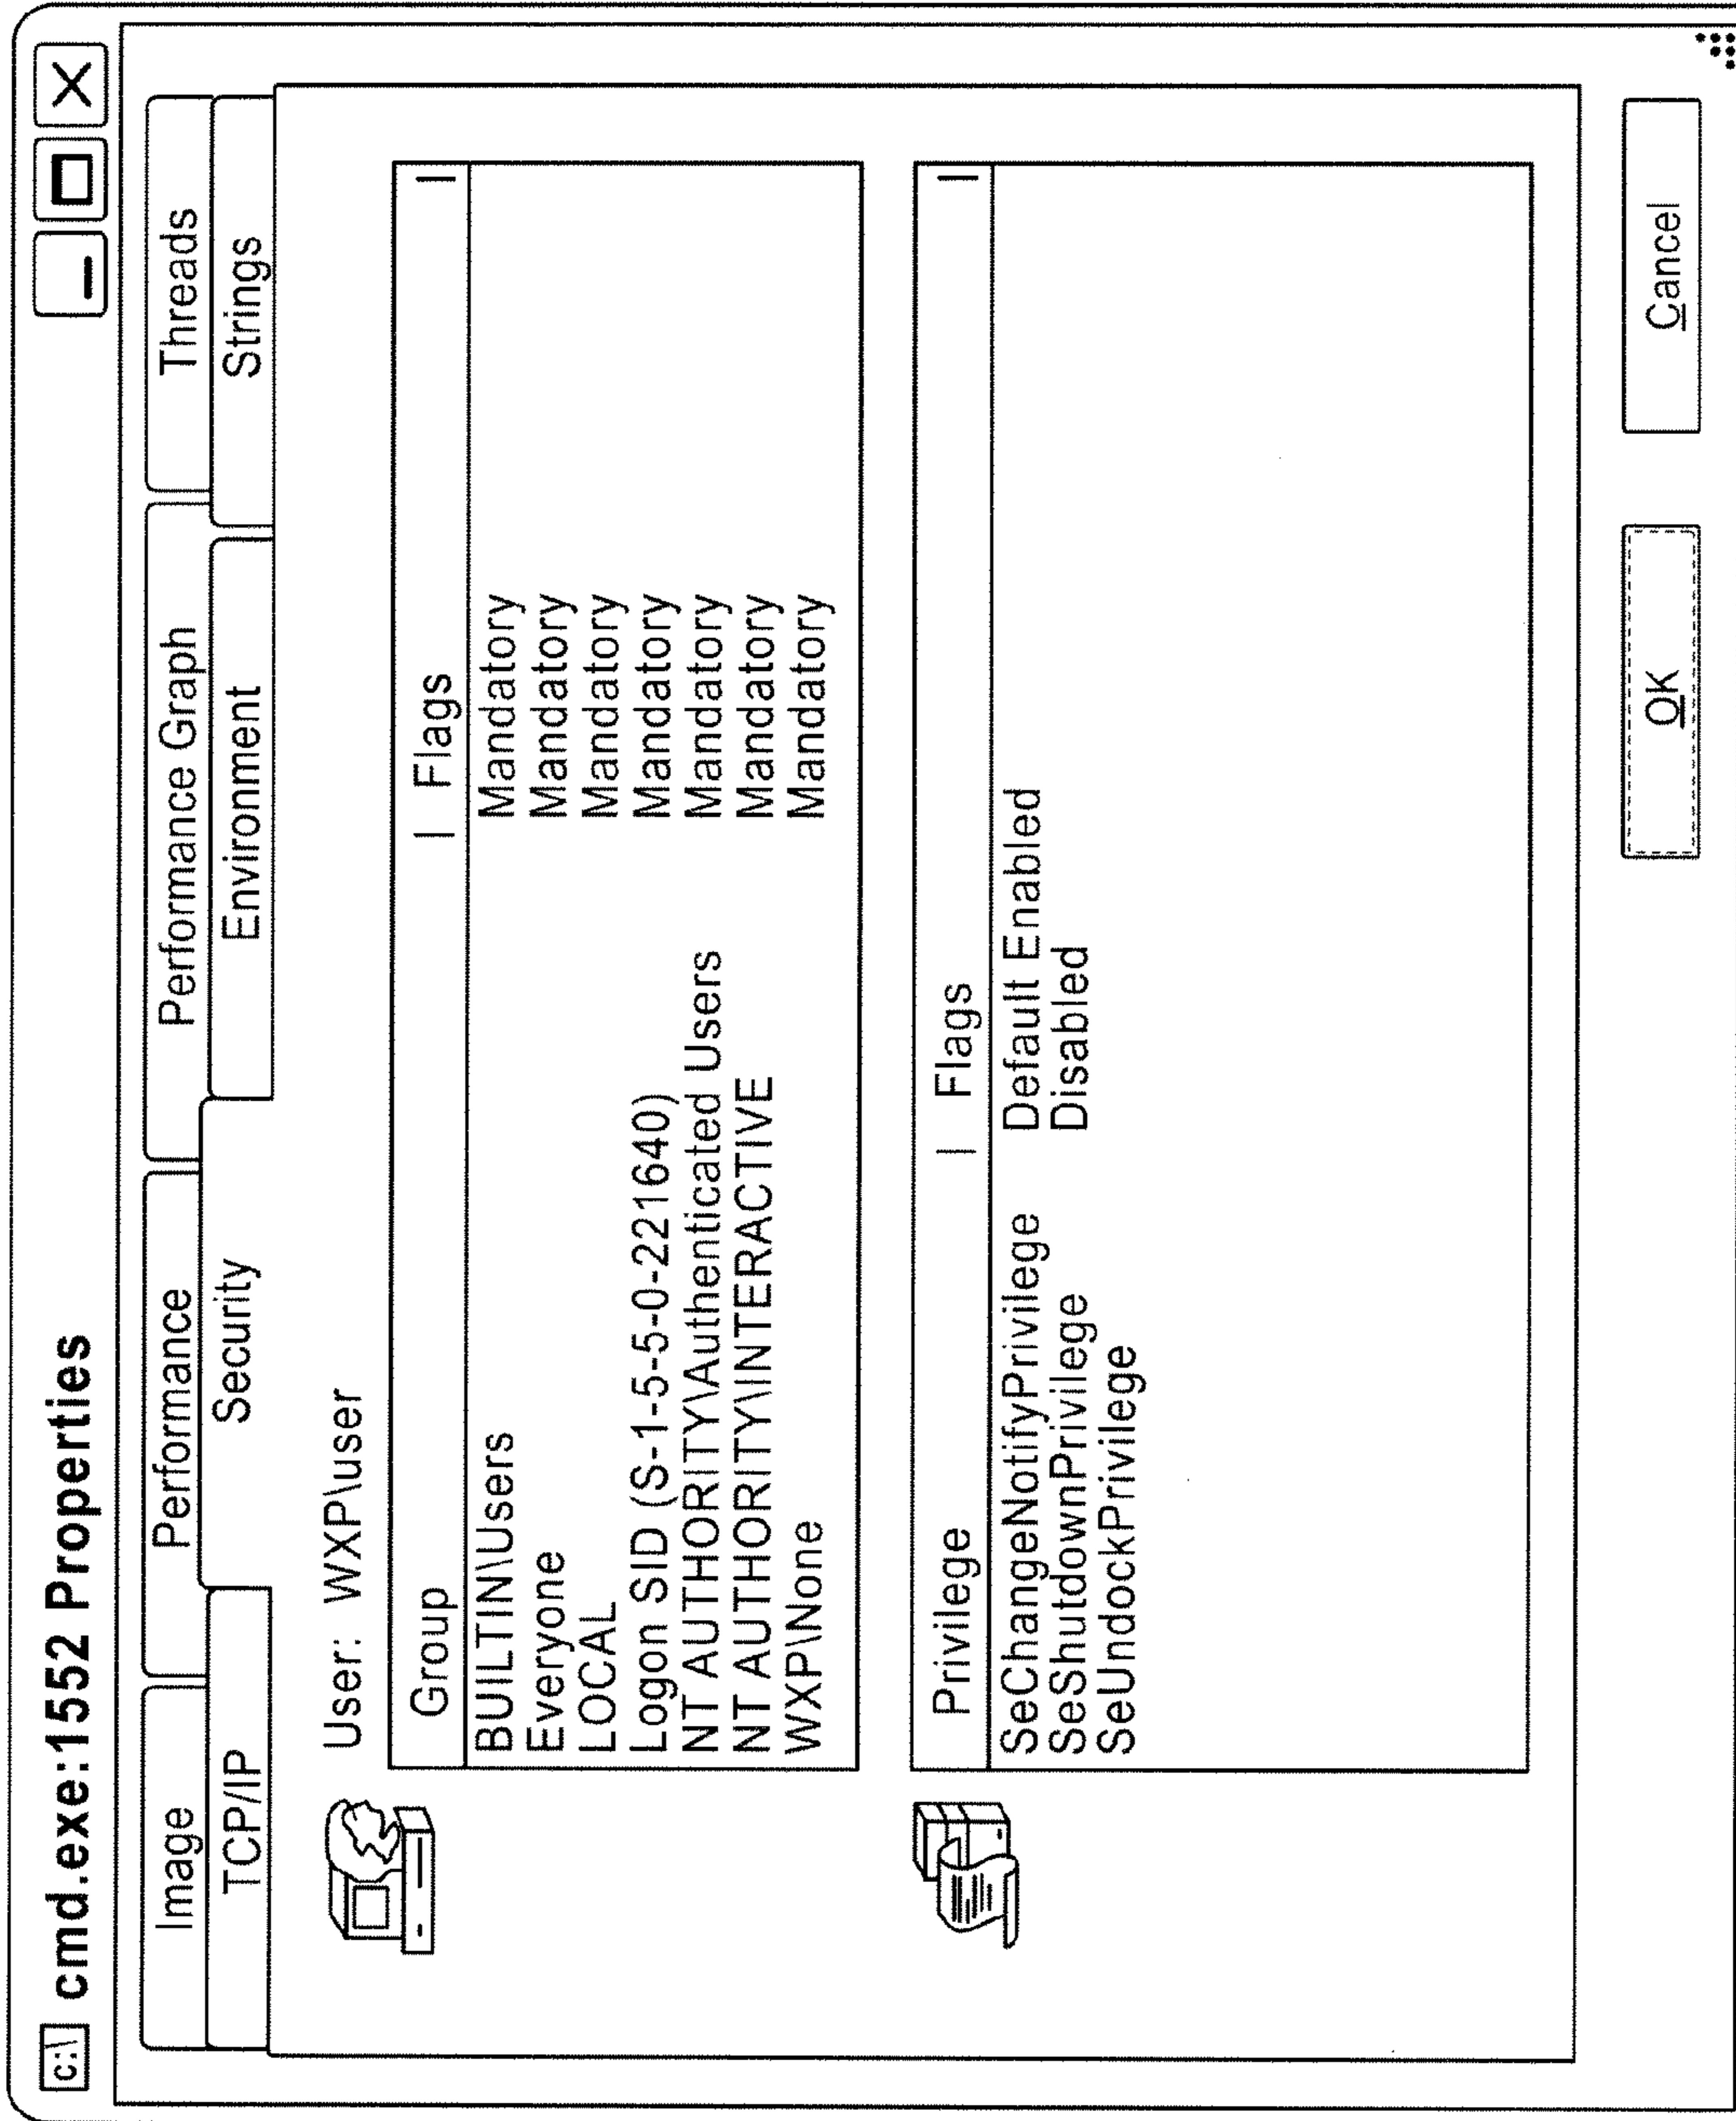 c:\ cmd.exe:1552 Properties
Image Performance Performance Graph Threads
TCP/IP Security Environment Strings
User: WXP\user
Group | Flags
BUILTIN\Users Mandatory
Everyone Mandatory
LOCAL Mandatory
Logon SID (S-1-5-5-0-221640) Mandatory
NT AUTHORITY\Authenticated Users Mandatory
NT AUTHORITY\INTERACTIVE Mandatory
WXP\None Mandatory
Privilege | Flags
SeChangeNotifyPrivilege Default Enabled
SeShutdownPrivilege Disabled
SeUndockPrivilege
OK Cancel